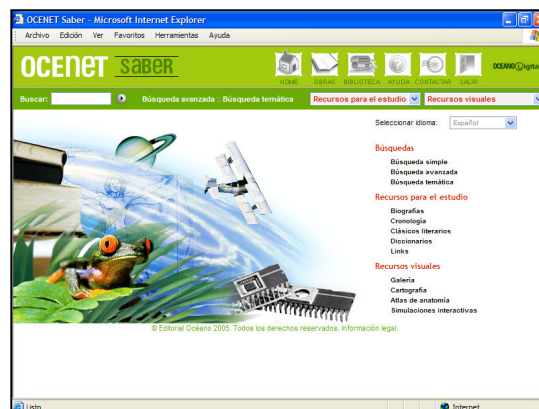 OCENET Saber - Microsoft Internet Explorer
Archivo Edición Ver Favoritos Herramientas Ayuda
OCENET SABER
HOME OBRAS BIBLIOTECA AYUDA CONTACTAR SALIR
OCEANO Digital
Buscar: Búsqueda avanzada :: Búsqueda temática Recursos para el estudio Recursos visuales
Seleccionar idioma: Español
Búsquedas
Búsqueda simple
Búsqueda avanzada
Búsqueda temática
Recursos para el estudio
Biografías
Cronología
Clásicos literarios
Diccionarios
Links
Recursos visuales
Galería
Cartografía
Atlas de anatomía
Simulaciones interactivas
© Editorial Océano 2005. Todos los derechos reservados. Información legal.
Listo Internet